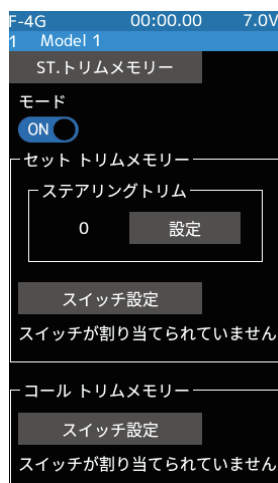 F-4G 00:00.00 7.0V
1 Model 1
ST.トリムメモリー
モード
ON
セット トリムメモリー
ステアリングトリム
0 設定
スイッチ設定
スイッチが割り当てられていません
コール トリムメモリー
スイッチ設定
スイッチが割り当てられていません